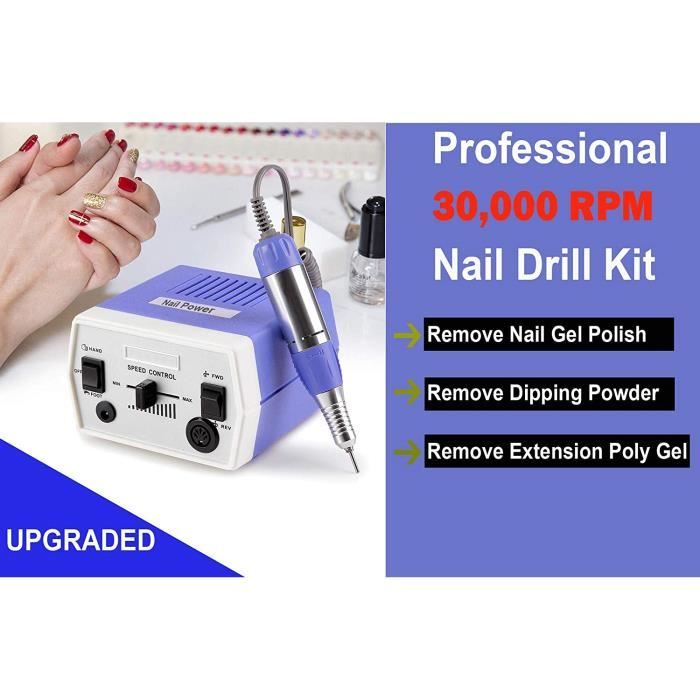 Professional
30,000 RPM
Nail Drill Kit
Remove Nail Gel Polish
Remove Dipping Powder
Remove Extension Poly Gel
Nail Power
HAND
OFF
FOOT
SPEED CONTROL
MIN
MAX
FWD
REV
UPGRADED